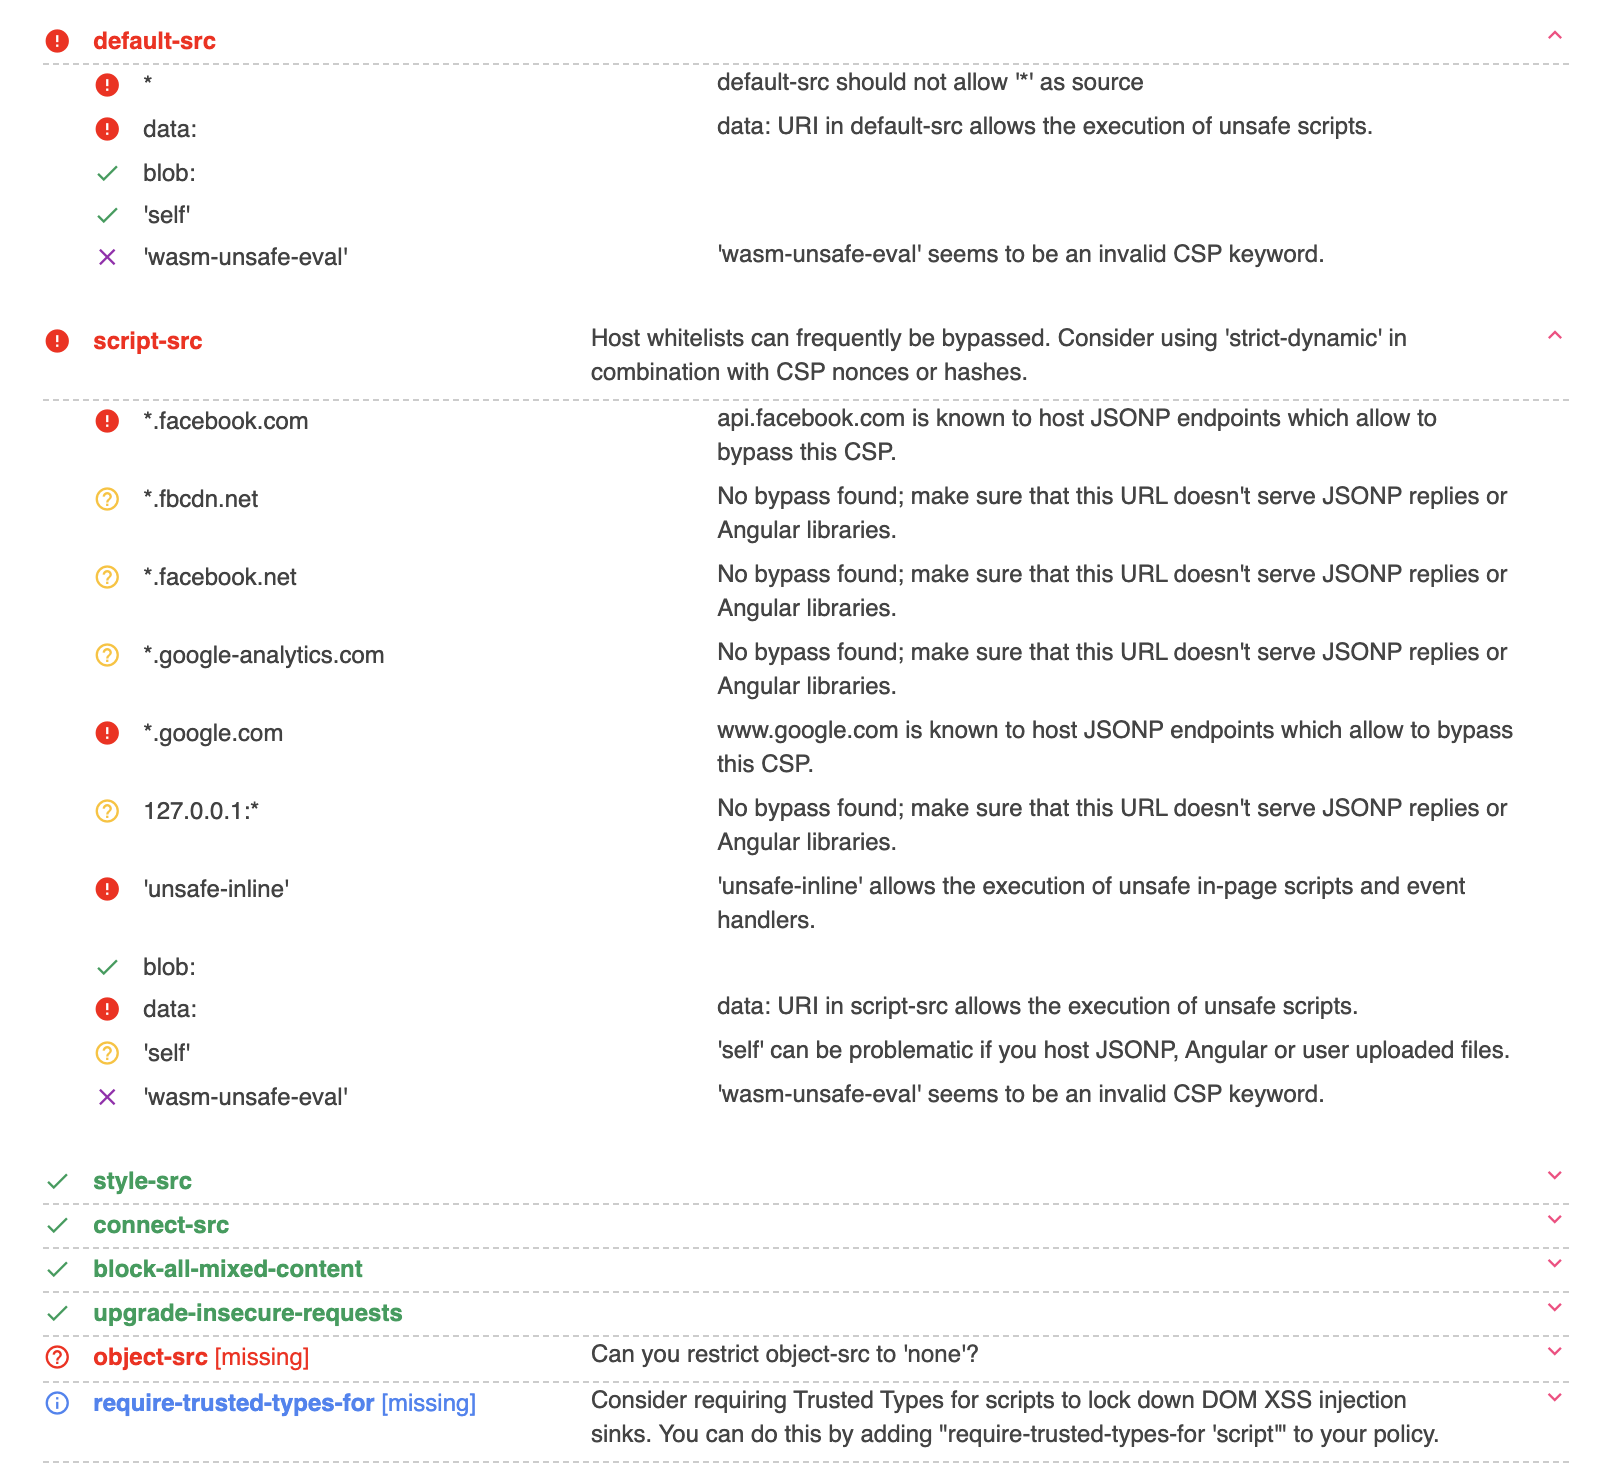 default-src
* default-src should not allow '*' as source
data: data: URI in default-src allows the execution of unsafe scripts.
blob:
'self'
'wasm-unsafe-eval' 'wasm-unsafe-eval' seems to be an invalid CSP keyword.
script-src Host whitelists can frequently be bypassed. Consider using 'strict-dynamic' in
combination with CSP nonces or hashes.
*.facebook.com api.facebook.com is known to host JSONP endpoints which allow to
bypass this CSP.
*.fbcdn.net No bypass found; make sure that this URL doesn't serve JSONP replies or
Angular libraries.
*.facebook.net No bypass found; make sure that this URL doesn't serve JSONP replies or
Angular libraries.
*.google-analytics.com No bypass found; make sure that this URL doesn't serve JSONP replies or
Angular libraries.
*.google.com www.google.com is known to host JSONP endpoints which allow to bypass
this CSP.
127.0.0.1:* No bypass found; make sure that this URL doesn't serve JSONP replies or
Angular libraries.
'unsafe-inline' 'unsafe-inline' allows the execution of unsafe in-page scripts and event
handlers.
blob:
data: data: URI in script-src allows the execution of unsafe scripts.
'self' 'self' can be problematic if you host JSONP, Angular or user uploaded files.
'wasm-unsafe-eval' 'wasm-unsafe-eval' seems to be an invalid CSP keyword.
style-src
connect-src
block-all-mixed-content
upgrade-insecure-requests
object-src [missing] Can you restrict object-src to 'none'?
require-trusted-types-for [missing] Consider requiring Trusted Types for scripts to lock down DOM XSS injection
sinks. You can do this by adding "require-trusted-types-for 'script'" to your policy.